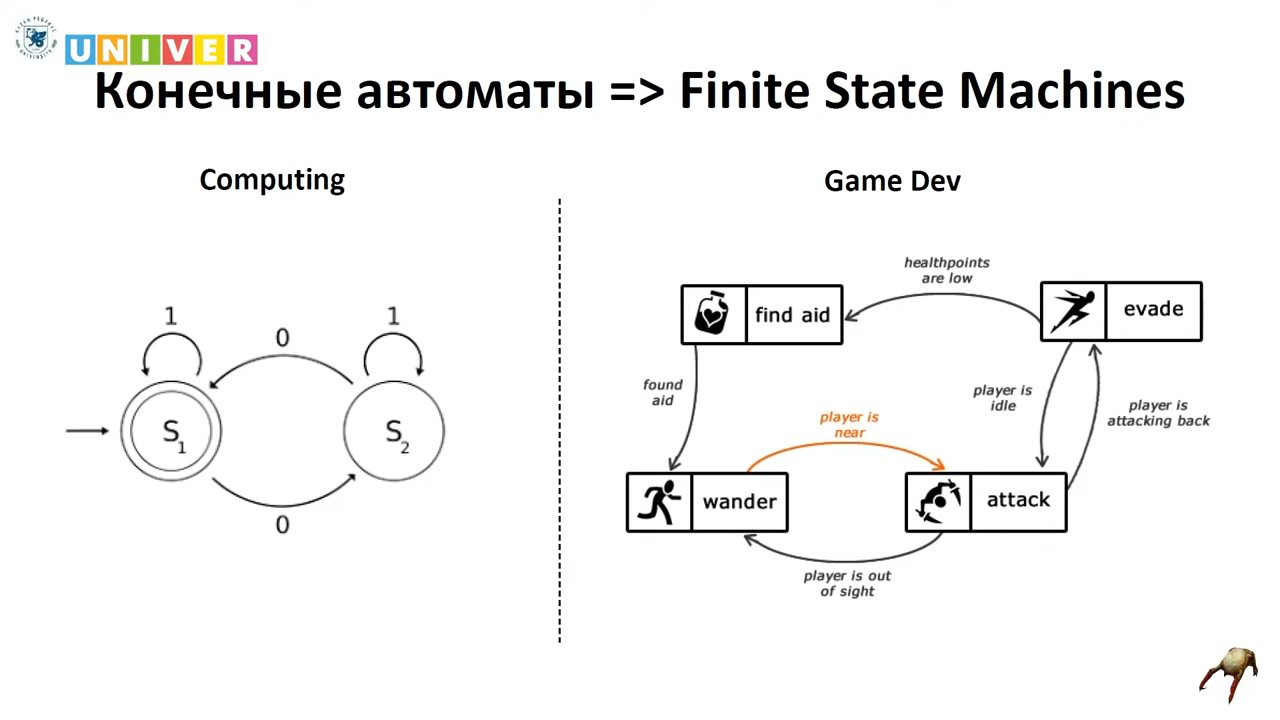 UNIVER
Конечные автоматы => Finite State Machines
Computing
Game Dev
1
1
0
S1
S2
0
healthpoints
are low
find aid
evade
found
aid
player is
idle
player is
attacking back
player is
near
wander
attack
player is out
of sight